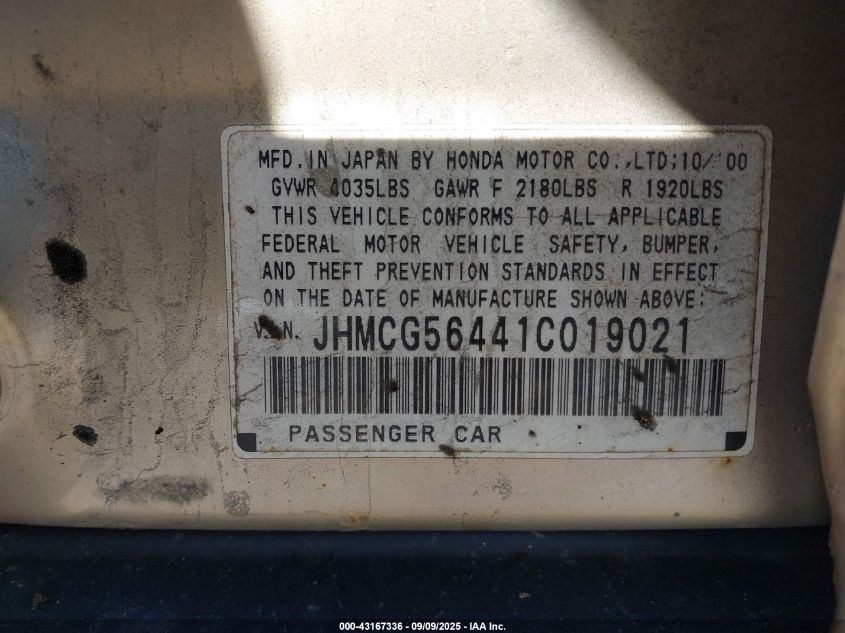 MFD. IN JAPAN BY HONDA MOTOR CO., LTD; 10/'00
GVWR 4035LBS GAWR F 2180LBS R 1920LBS
THIS VEHICLE CONFORMS TO ALL APPLICABLE
FEDERAL MOTOR VEHICLE SAFETY, BUMPER,
AND THEFT PREVENTION STANDARDS IN EFFECT
ON THE DATE OF MANUFACTURE SHOWN ABOVE:
V.I.N. JHMCG56441C019021
PASSENGER CAR
000-43167336 - 09/09/2025 - IAA Inc.